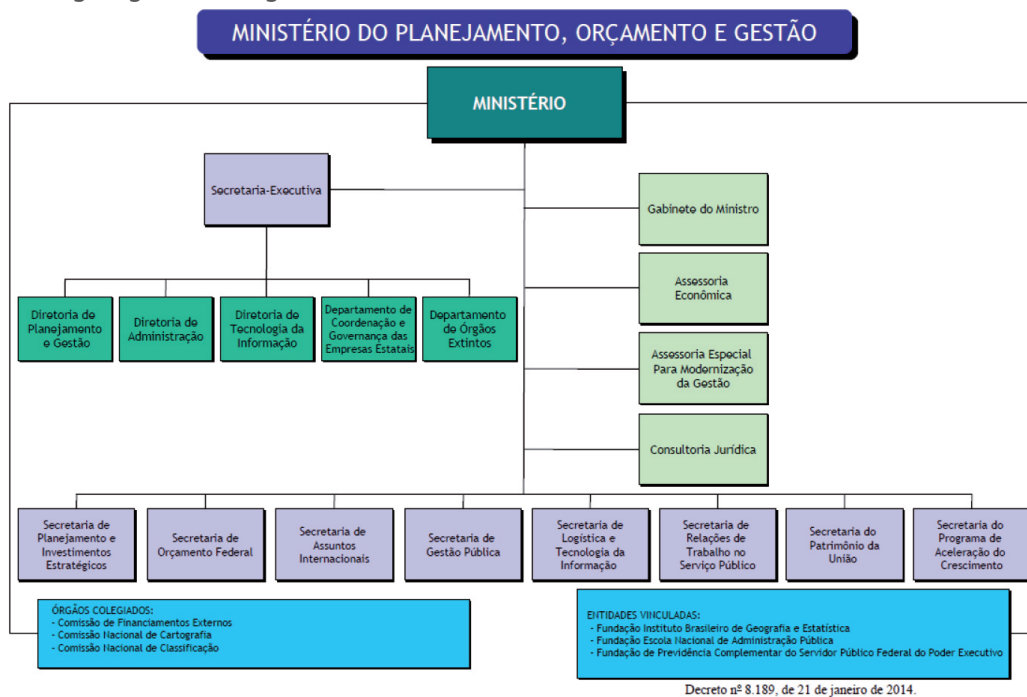 MINISTÉRIO DO PLANEJAMENTO, ORÇAMENTO E GESTÃO
MINISTÉRIO
Secretaria-Executiva
Gabinete do Ministro
Assessoria
Econômica
Assessoria Especial
Para Modernização
da Gestão
Consultoria Jurídica
Diretoria de
Planejamento
e Gestão
Diretoria de
Administração
Diretoria de
Tecnologia da
Informação
Departamento de
Coordenação e
Governança das
Empresas Estatais
Departamento
de Órgãos
Extintos
Secretaria de
Planejamento e
Investimentos
Estratégicos
Secretaria de
Orçamento Federal
Secretaria de
Assuntos
Internacionais
Secretaria de
Gestão Pública
Secretaria de
Logística e
Tecnologia da
Informação
Secretaria de
Relações de
Trabalho no
Serviço Público
Secretaria do
Patrimônio da
União
Secretaria do
Programa de
Aceleração do
Crescimento
ÓRGÃOS COLEGIADOS:
- Comissão de Financiamentos Externos
- Comissão Nacional de Cartografia
- Comissão Nacional de Classificação
ENTIDADES VINCULADAS:
- Fundação Instituto Brasileiro de Geografia e Estatística
- Fundação Escola Nacional de Administração Pública
- Fundação de Previdência Complementar do Servidor Público Federal do Poder Executivo
Decreto nº 8.189, de 21 de janeiro de 2014.